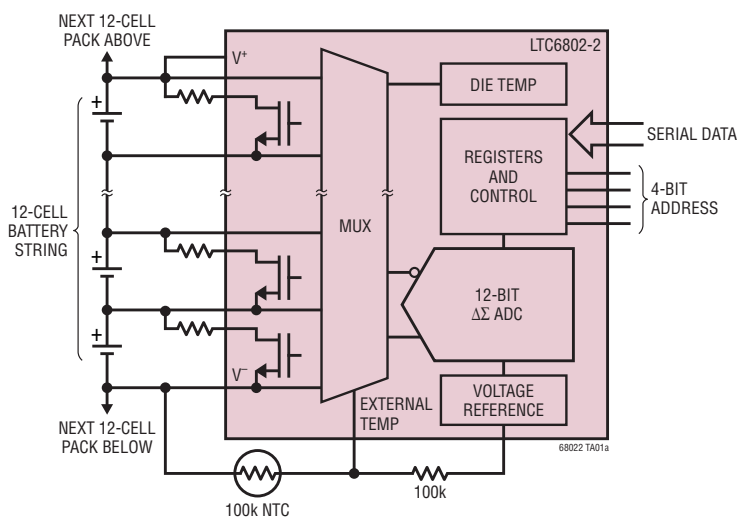 NEXT 12-CELL
PACK ABOVE
V+
LTC6802-2
DIE TEMP
SERIAL DATA
REGISTERS
AND
CONTROL
4-BIT
ADDRESS
12-CELL
BATTERY
STRING
MUX
12-BIT
ΔΣ ADC
V–
VOLTAGE
REFERENCE
EXTERNAL
TEMP
NEXT 12-CELL
PACK BELOW
68022 TA01a
100k NTC
100k
+
+
+